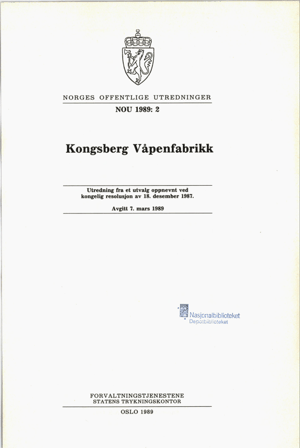 NORGES OFFENTLIGE UTREDNINGER
NOU 1989: 2
Kongsberg Våpenfabrikk
Utredning fra et utvalg oppnevnt ved
kongelig resolusjon av 18. desember 1987.
Avgitt 7. mars 1989
Nasjonalbiblioteket
Depotbiblioteket
FORVALTNINGSTJENESTENE
STATENS TRYKNINGSKONTOR
OSLO 1989